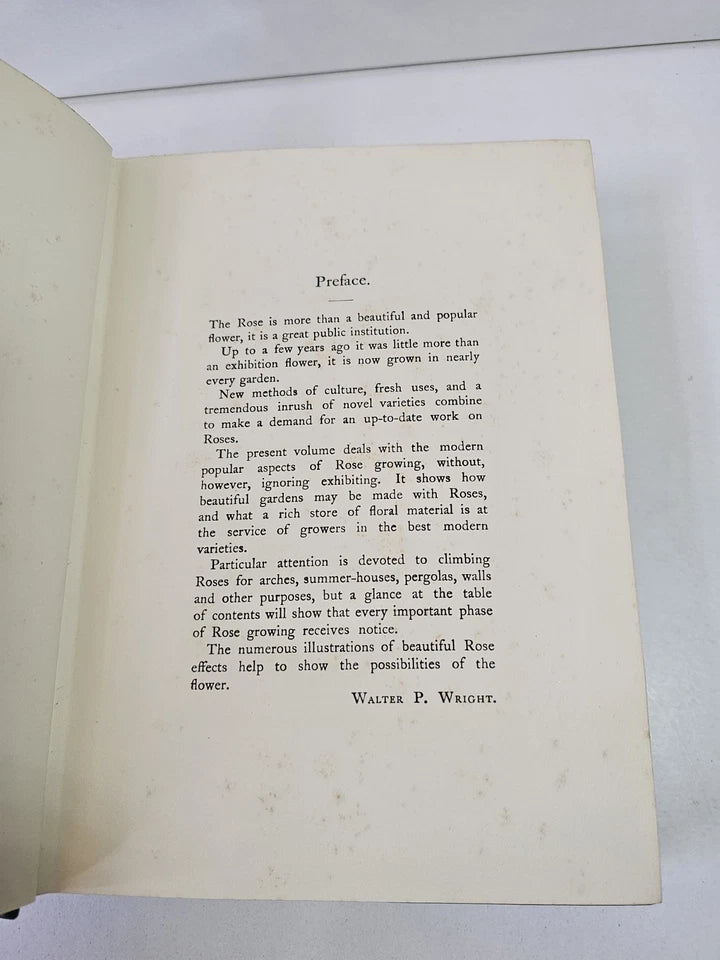 Preface.
The Rose is more than a beautiful and popular
flower, it is a great public institution.
Up to a few years ago it was little more than
an exhibition flower, it is now grown in nearly
every garden.
New methods of culture, fresh uses, and a
tremendous inrush of novel varieties combine
to make a demand for an up-to-date work on
Roses.
The present volume deals with the modern
popular aspects of Rose growing, without,
however, ignoring exhibiting. It shows how
beautiful gardens may be made with Roses,
and what a rich store of floral material is at
the service of growers in the best modern
varieties.
Particular attention is devoted to climbing
Roses for arches, summer-houses, pergolas, walls
and other purposes, but a glance at the table
of contents will show that every important phase
of Rose growing receives notice.
The numerous illustrations of beautiful Rose
effects help to show the possibilities of the
flower.
WALTER P. WRIGHT.